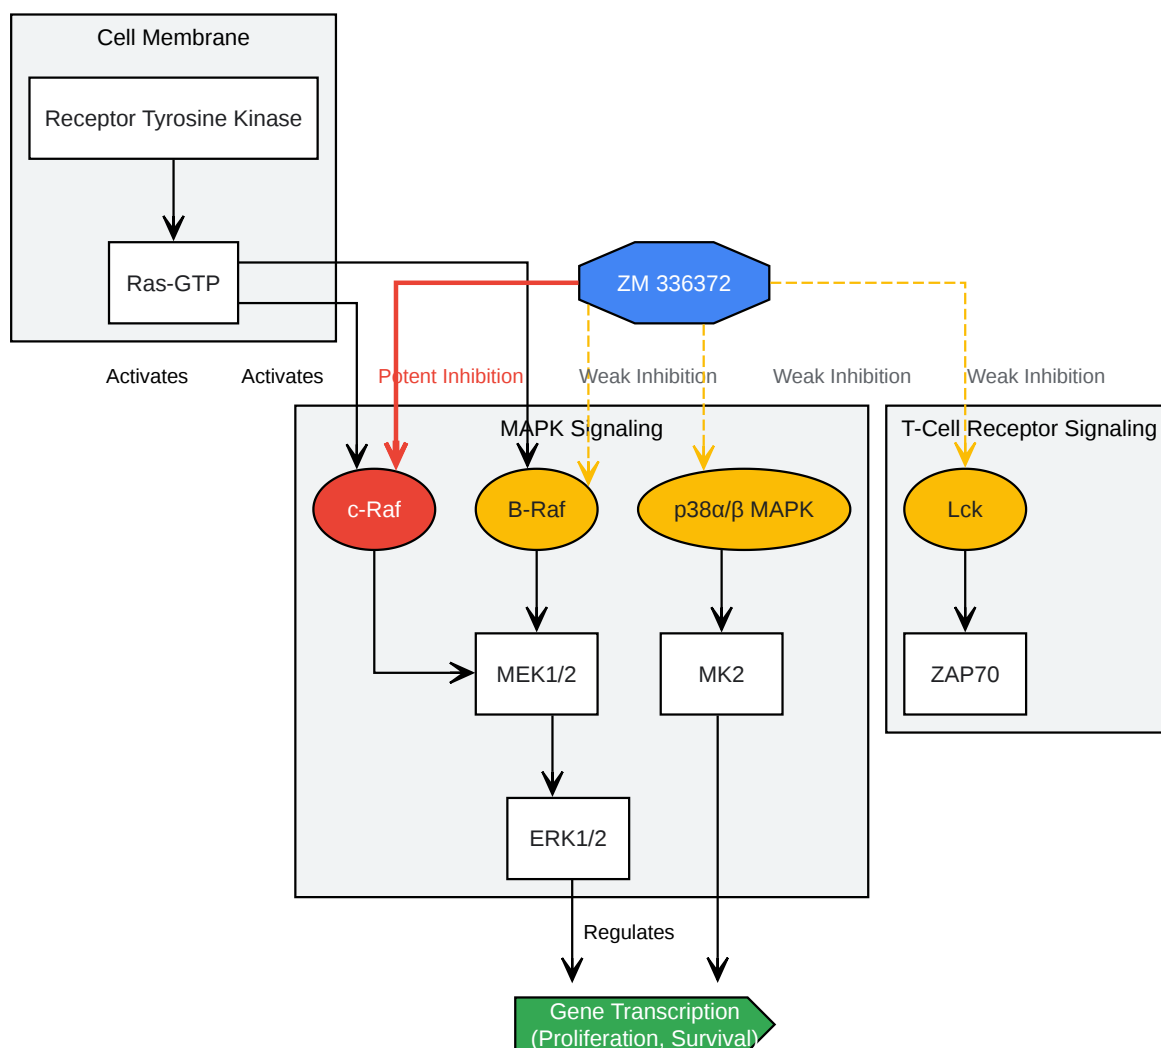 Cell Membrane
Receptor Tyrosine Kinase
Ras-GTP
ZM 336372
Activates
Activates
Potent Inhibition
Weak Inhibition
Weak Inhibition
Weak Inhibition
MAPK Signaling
T-Cell Receptor Signaling
c-Raf
B-Raf
p38α/β MAPK
Lck
MEK1/2
MK2
ZAP70
ERK1/2
Regulates
Gene Transcription
(Proliferation, Survival)